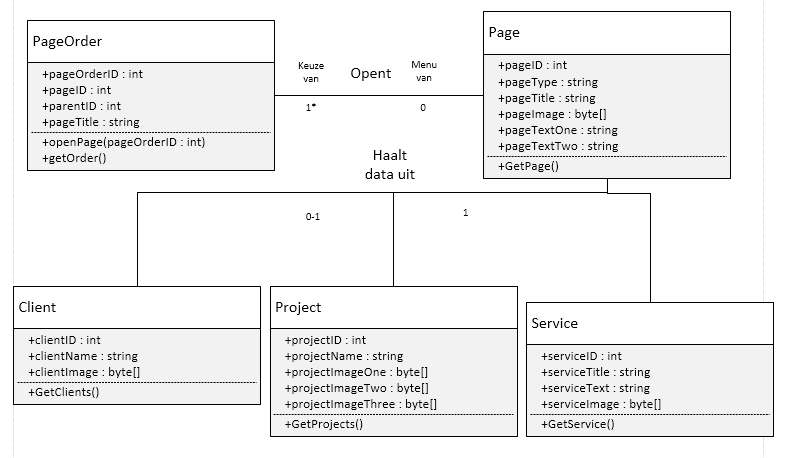 PageOrder
+pageOrderID : int
+pageID : int
+parentID : int
+pageTitle : string
+openPage(pageOrderID : int)
+getOrder()
Keuze
van
Opent
Menu
van
1*
0
Page
+pageID : int
+pageType : string
+pageTitle : string
+pageImage : byte[]
+pageTextOne : string
+pageTextTwo : string
+GetPage()
Haalt
data uit
0-1
1
Client
+clientID : int
+clientName : string
+clientImage : byte[]
+GetClients()
Project
+projectID : int
+projectName : string
+projectImageOne : byte[]
+projectImageTwo : byte[]
+projectImageThree : byte[]
+GetProjects()
Service
+serviceID : int
+serviceTitle : string
+serviceText : string
+serviceImage : byte[]
+GetService()